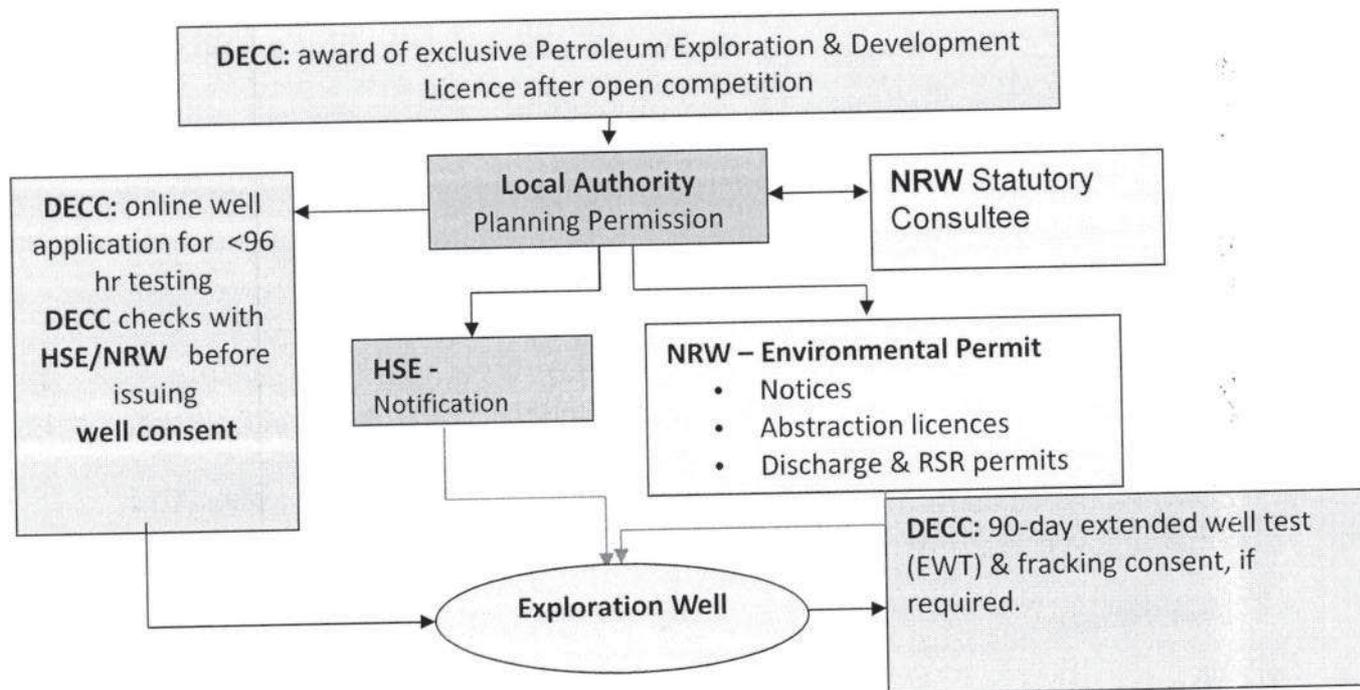 DECC: award of exclusive Petroleum Exploration & Development
Licence after open competition
Local Authority
Planning Permission
NRW Statutory
Consultee
DECC: online well
application for <96
hr testing
DECC checks with
HSE/NRW before
issuing
well consent
HSE -
Notification
NRW – Environmental Permit
• Notices
• Abstraction licences
• Discharge & RSR permits
DECC: 90-day extended well test
(EWT) & fracking consent, if
required.
Exploration Well